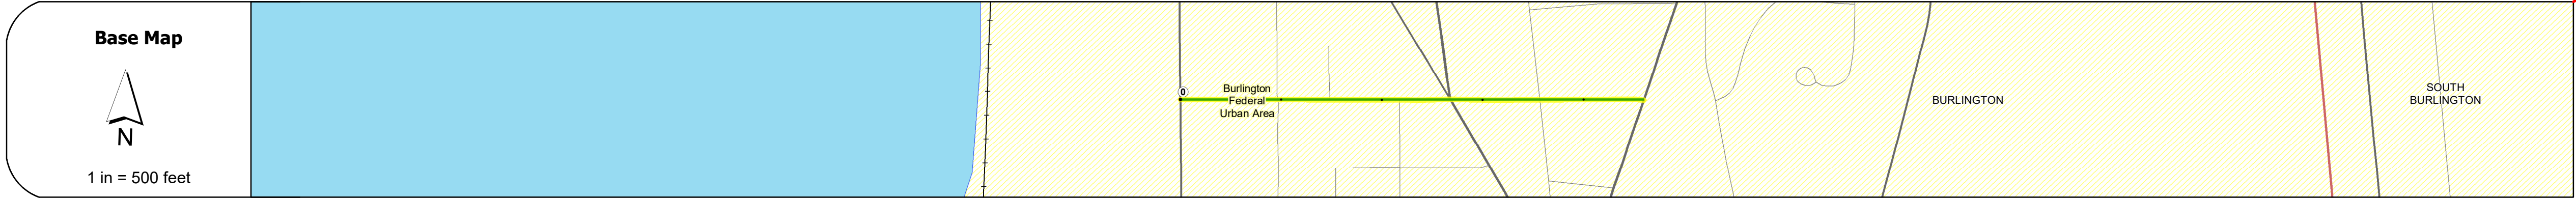 Base Map
N
1 in = 500 feet
0
Burlington
Federal
Urban Area
BURLINGTON
SOUTH
BURLINGTON